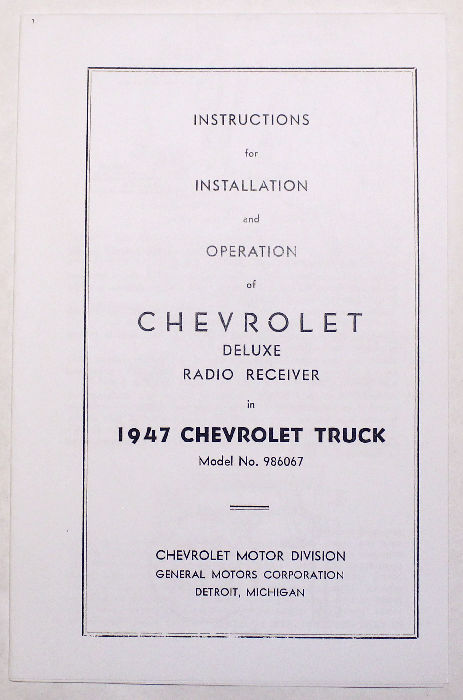 INSTRUCTIONS
for
INSTALLATION
and
OPERATION
of
CHEVROLET
DELUXE
RADIO RECEIVER
in
1947 CHEVROLET TRUCK
Model No. 986067
CHEVROLET MOTOR DIVISION
GENERAL MOTORS CORPORATION
DETROIT, MICHIGAN